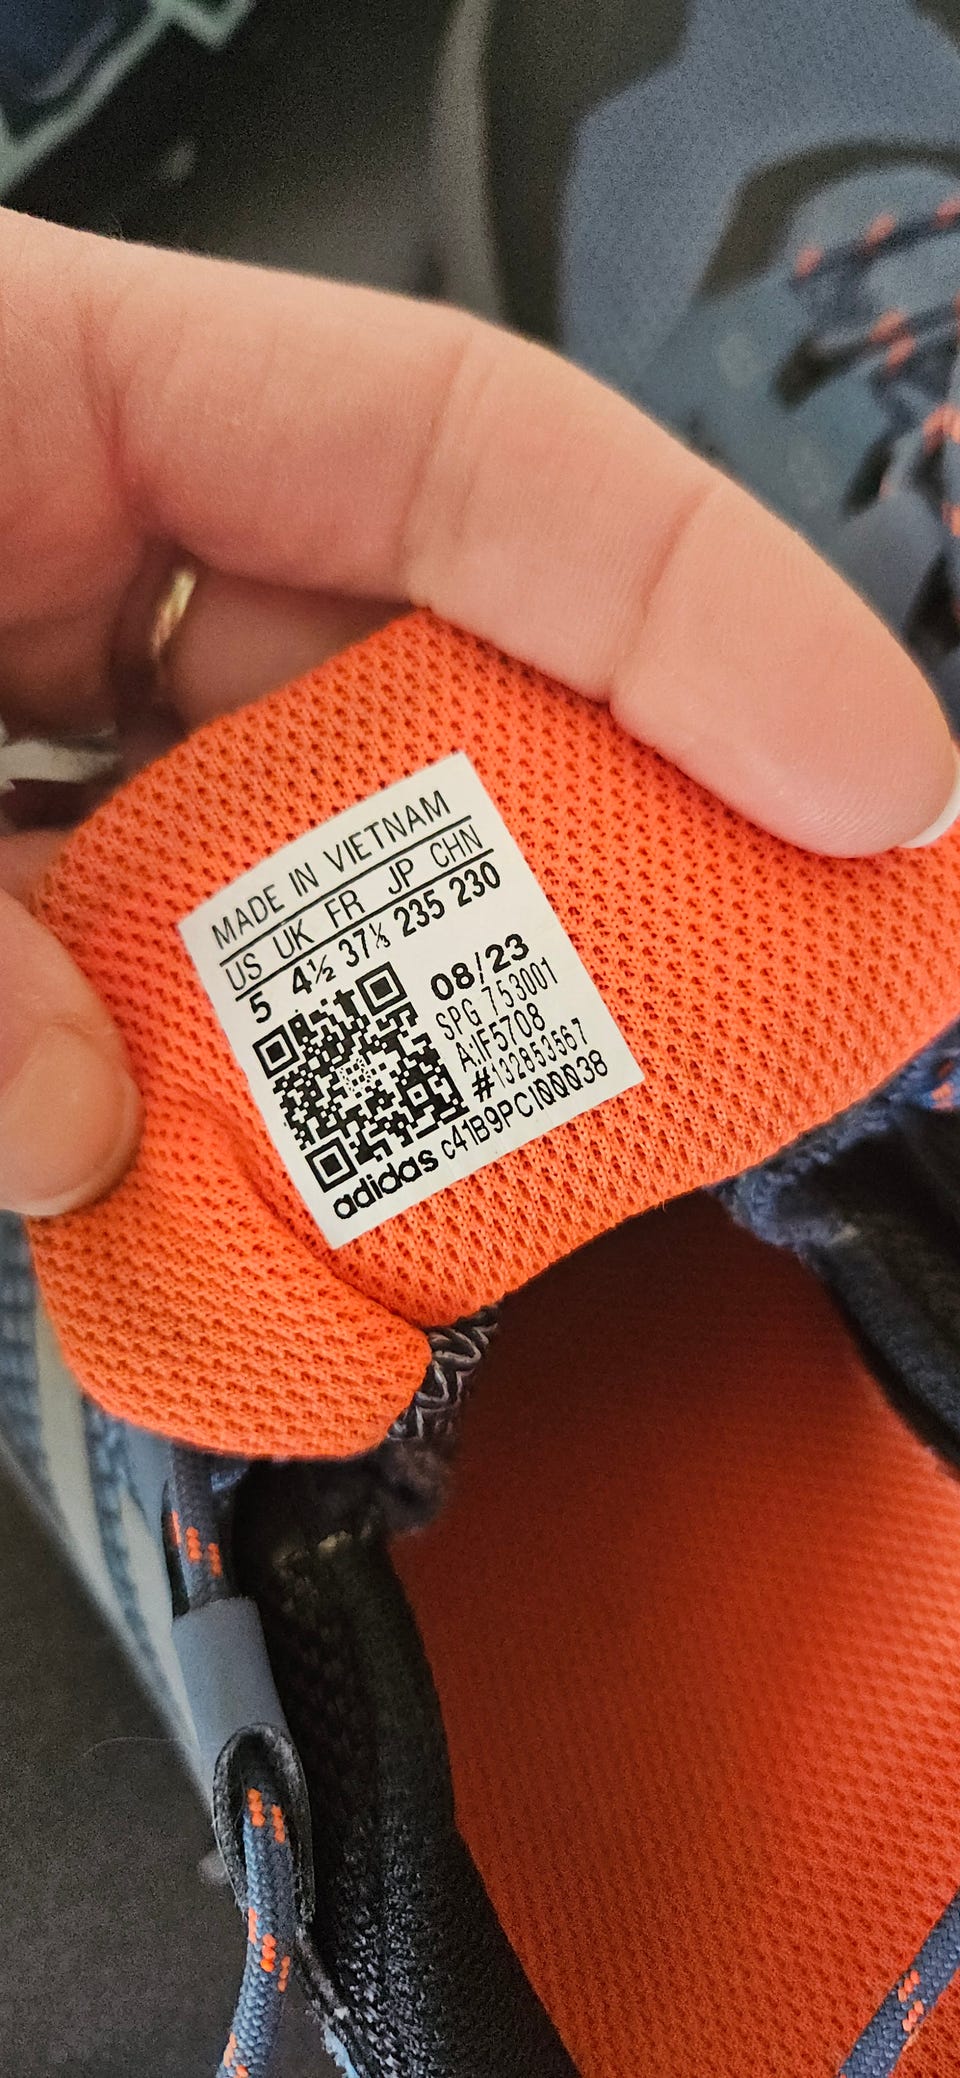 MADE IN VIETNAM
US UK FR JP CHN
5 4½ 37⅓ 235 230
08/23
SPG 753001
A:IF5708
#132853567
adidas c41B9PCI00038